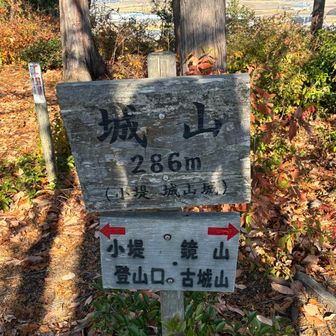 城 山
286m
(小堤 城山城)
小堤 鏡山
登山口・古城山